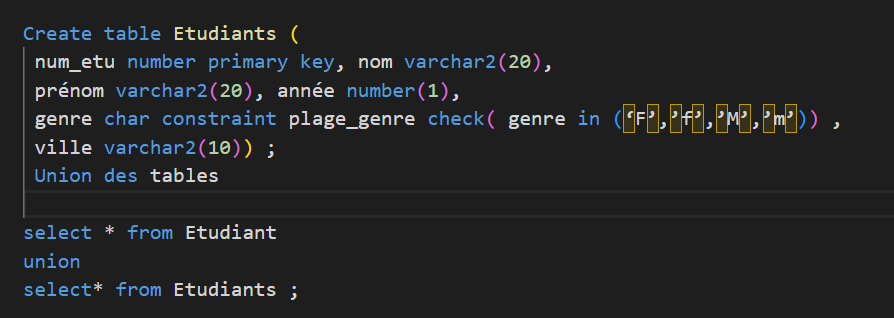 Create table Etudiants (
num_etu number primary key, nom varchar2(20),
prénom varchar2(20), année number(1),
genre char constraint plage_genre check( genre in (‘F’,’f’,’M’,’m’)) ,
ville varchar2(10)) ;
Union des tables
select * from Etudiant
union
select* from Etudiants ;